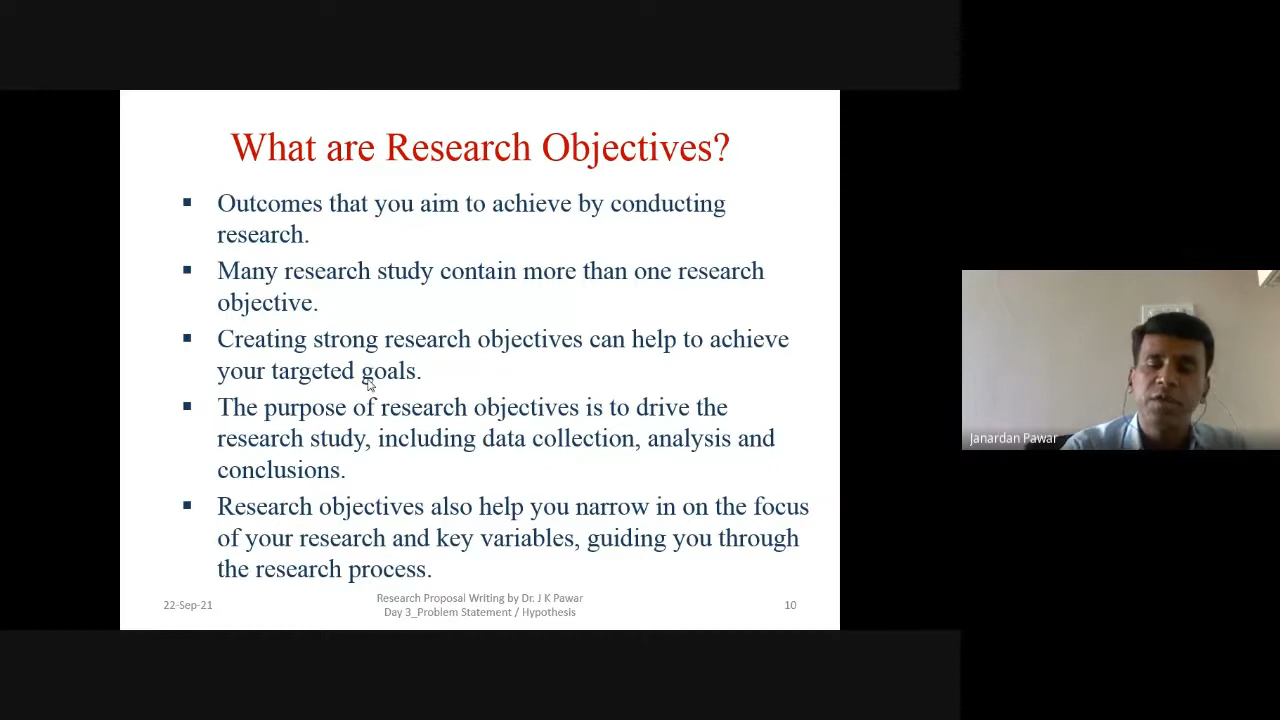 What are Research Objectives?
▪ Outcomes that you aim to achieve by conducting
research.
▪ Many research study contain more than one research
objective.
▪ Creating strong research objectives can help to achieve
your targeted goals.
▪ The purpose of research objectives is to drive the
research study, including data collection, analysis and
conclusions.
▪ Research objectives also help you narrow in on the focus
of your research and key variables, guiding you through
the research process.
22-Sep-21
Research Proposal Writing by Dr. J K Pawar
Day 3_Problem Statement / Hypothesis
10
Janardan Pawar